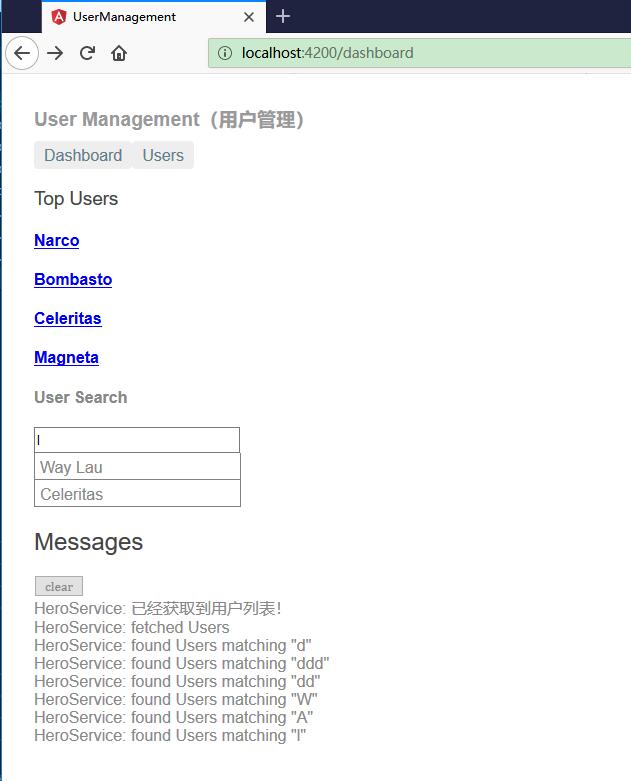 UserManagement
localhost:4200/dashboard
User Management（用户管理）
Dashboard Users
Top Users
Narco
Bombasto
Celeritas
Magneta
User Search
l
Way Lau
Celeritas
Messages
clear
HeroService: 已经获取到用户列表！
HeroService: fetched Users
HeroService: found Users matching "d"
HeroService: found Users matching "ddd"
HeroService: found Users matching "dd"
HeroService: found Users matching "W"
HeroService: found Users matching "A"
HeroService: found Users matching "l"